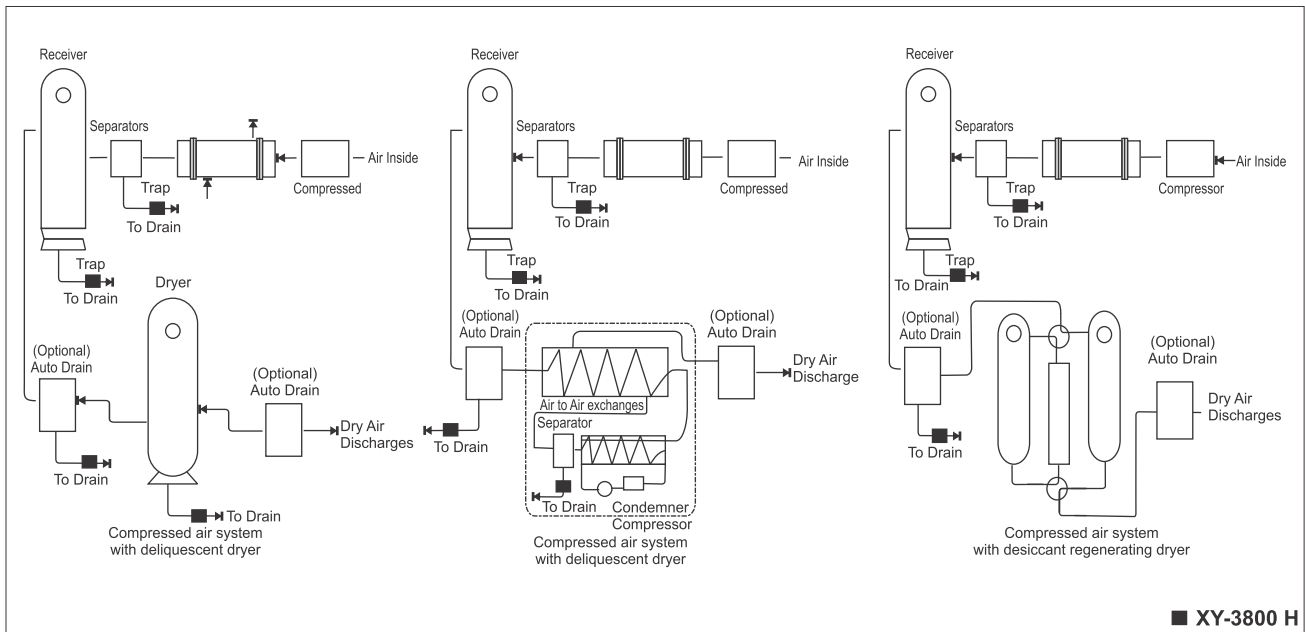 Receiver
Separators
Air Inside
Compressed
Trap
To Drain
Trap
To Drain
Dryer
(Optional)
Auto Drain
(Optional)
Auto Drain
Dry Air
Discharges
To Drain
To Drain
Compressed air system
with deliquescent dryer
Receiver
Separators
Air Inside
Compressed
Trap
To Drain
Trap
To Drain
(Optional)
Auto Drain
(Optional)
Auto Drain
Dry Air
Discharge
Air to Air exchanges
Separator
To Drain
To Drain
Condemner
Compressor
Compressed air system
with deliquescent dryer
Receiver
Separators
Air Inside
Compressor
Trap
To Drain
Trap
To Drain
(Optional)
Auto Drain
(Optional)
Auto Drain
Dry Air
Discharges
To Drain
Compressed air system
with desiccant regenerating dryer
XY-3800 H